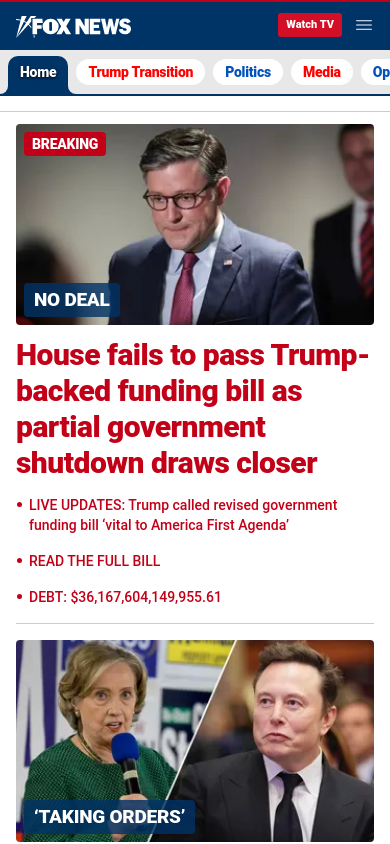 FOX NEWS
Watch TV
Home
Trump Transition
Politics
Media
Op
BREAKING
NO DEAL
House fails to pass Trump-
backed funding bill as
partial government
shutdown draws closer
• LIVE UPDATES: Trump called revised government
funding bill ‘vital to America First Agenda’
• READ THE FULL BILL
• DEBT: $36,167,604,149,955.61
‘TAKING ORDERS’